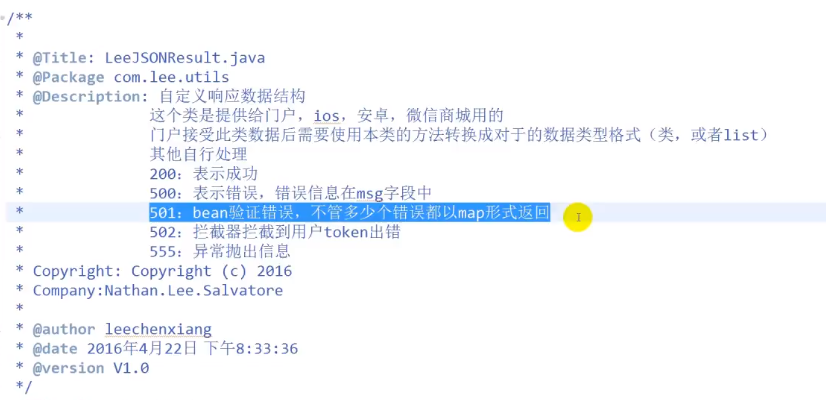 /**
 *
 * @Title: LeeJSONResult.java
 * @Package com.lee.utils
 * @Description: 自定义响应数据结构
 * 这个类是提供给门户，ios，安卓，微信商城用的
 * 门户接受此类数据后需要使用本类的方法转换成对于的数据类型格式（类，或者list）
 * 其他自行处理
 * 200：表示成功
 * 500：表示错误，错误信息在msg字段中
 * 501：bean验证错误，不管多少个错误都以map形式返回
 * 502：拦截器拦截到用户token出错
 * 555：异常抛出信息
 * Copyright: Copyright (c) 2016
 * Company:Nathan.Lee.Salvatore
 *
 * @author leechenxiang
 * @date 2016年4月22日 下午8:33:36
 * @version V1.0
 */